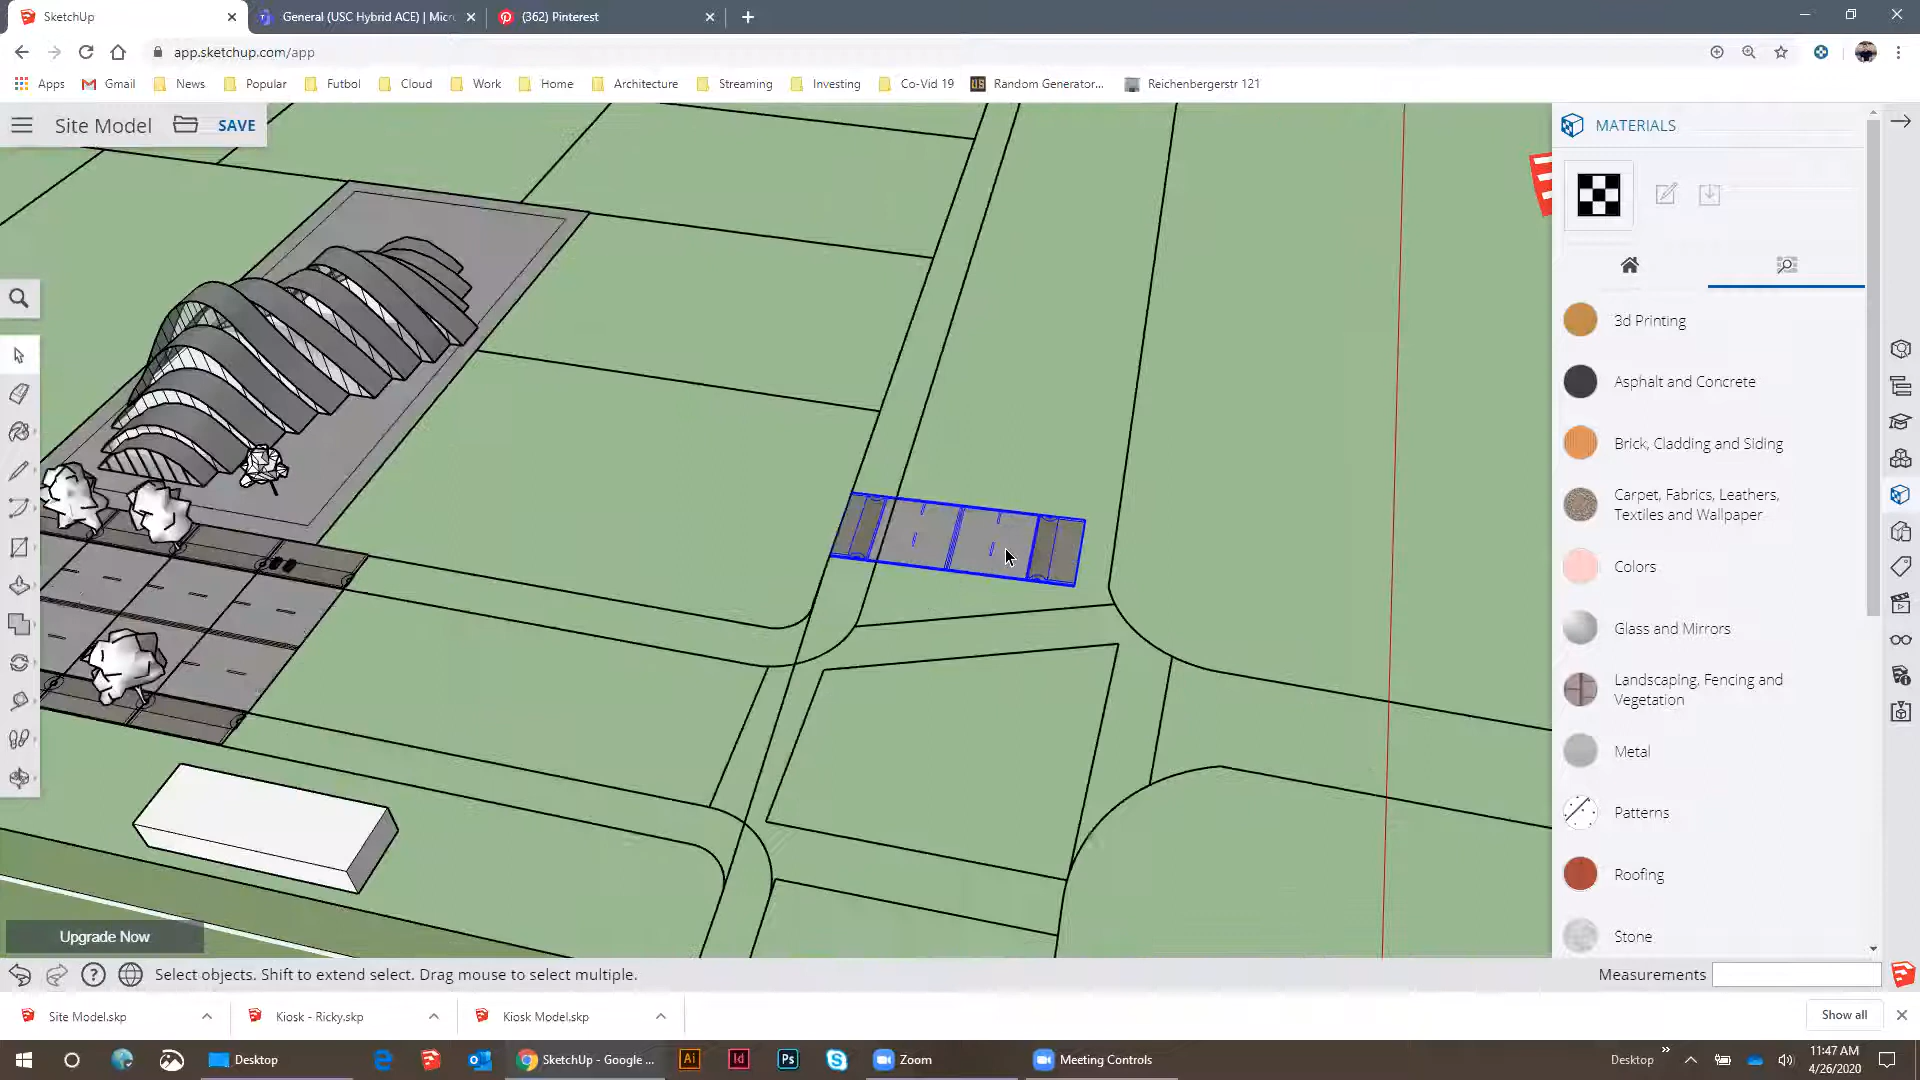 SketchUp
General (USC Hybrid ACE) | Micr
(362) Pinterest
app.sketchup.com/app
Apps
Gmail
News
Popular
Futbol
Cloud
Work
Home
Architecture
Streaming
Investing
Co-Vid 19
Random Generator...
Reichenbergerstr 121
Site Model
SAVE
MATERIALS
3d Printing
Asphalt and Concrete
Brick, Cladding and Siding
Carpet, Fabrics, Leathers,
Textiles and Wallpaper
Colors
Glass and Mirrors
Landscaping, Fencing and
Vegetation
Metal
Patterns
Roofing
Stone
Upgrade Now
Select objects. Shift to extend select. Drag mouse to select multiple.
Measurements
Site Model.skp
Kiosk - Ricky.skp
Kiosk Model.skp
Show all
Desktop
SketchUp - Google ...
Ai
Id
Ps
Zoom
Meeting Controls
Desktop
11:47 AM
4/26/2020